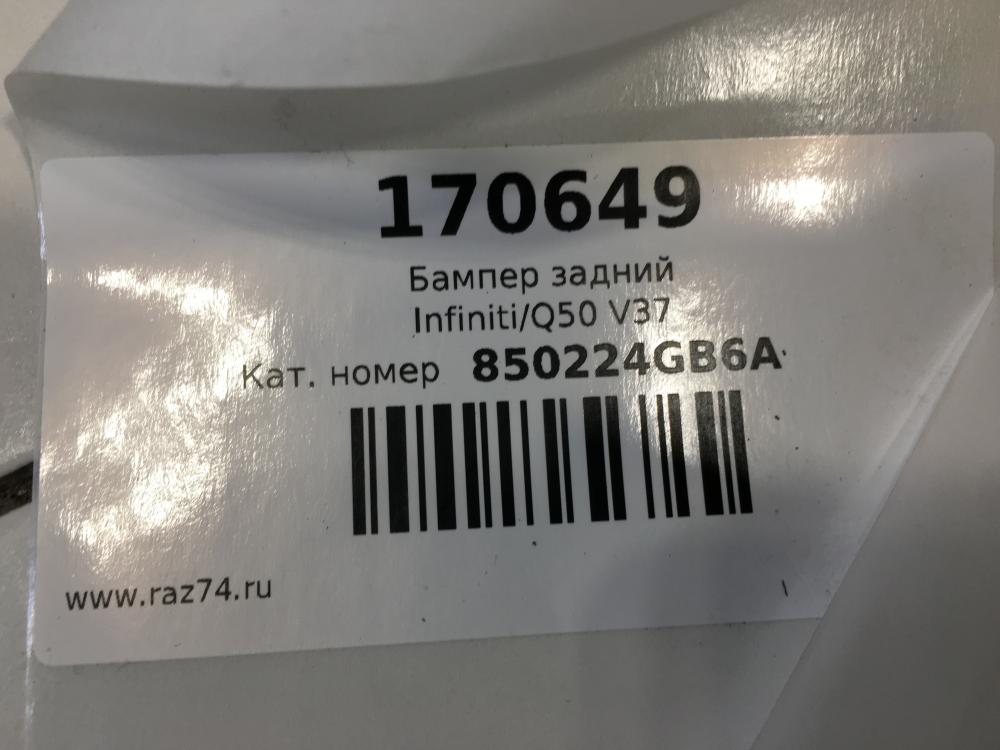 170649
Бампер задний
Infiniti/Q50 V37
Кат. номер 850224GB6A
www.raz74.ru